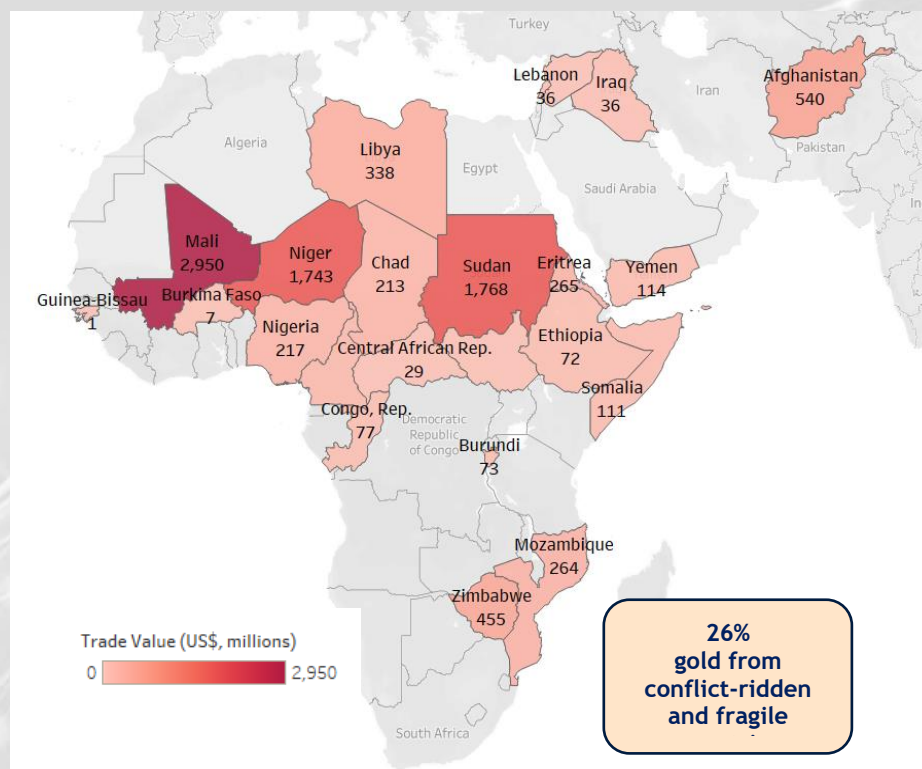 Turkey
Lebanon
36
Iraq
36
Iran
Afghanistan
540
Pakistan
In
Algeria
Libya
338
Egypt
Saudi Arabia
Mali
2,950
Niger
1,743
Chad
213
Sudan
1,768
Eritrea
265
Yemen
114
Guinea-Bissau
1
Burkina Faso
7
Nigeria
217
Central African Rep.
29
Ethiopia
72
Somalia
111
Congo, Rep.
77
Democratic
Republic
of Congo
Burundi
73
Mozambique
264
Zimbabwe
455
South Africa
Trade Value (US$, millions)
0
2,950
26%
gold from
conflict-ridden
and fragile